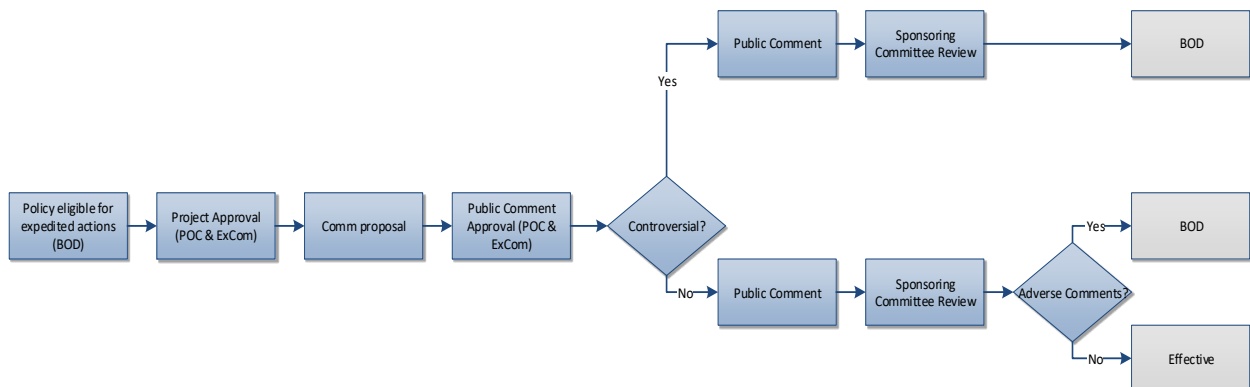 Public Comment
Sponsoring
Committee Review
BOD
Yes
Policy eligible for
expedited actions
(BOD)
Project Approval
(POC & ExCom)
Comm proposal
Public Comment
Approval (POC &
ExCom)
Controversial?
Yes
BOD
No
Public Comment
Sponsoring
Committee Review
Adverse Comments?
No
Effective